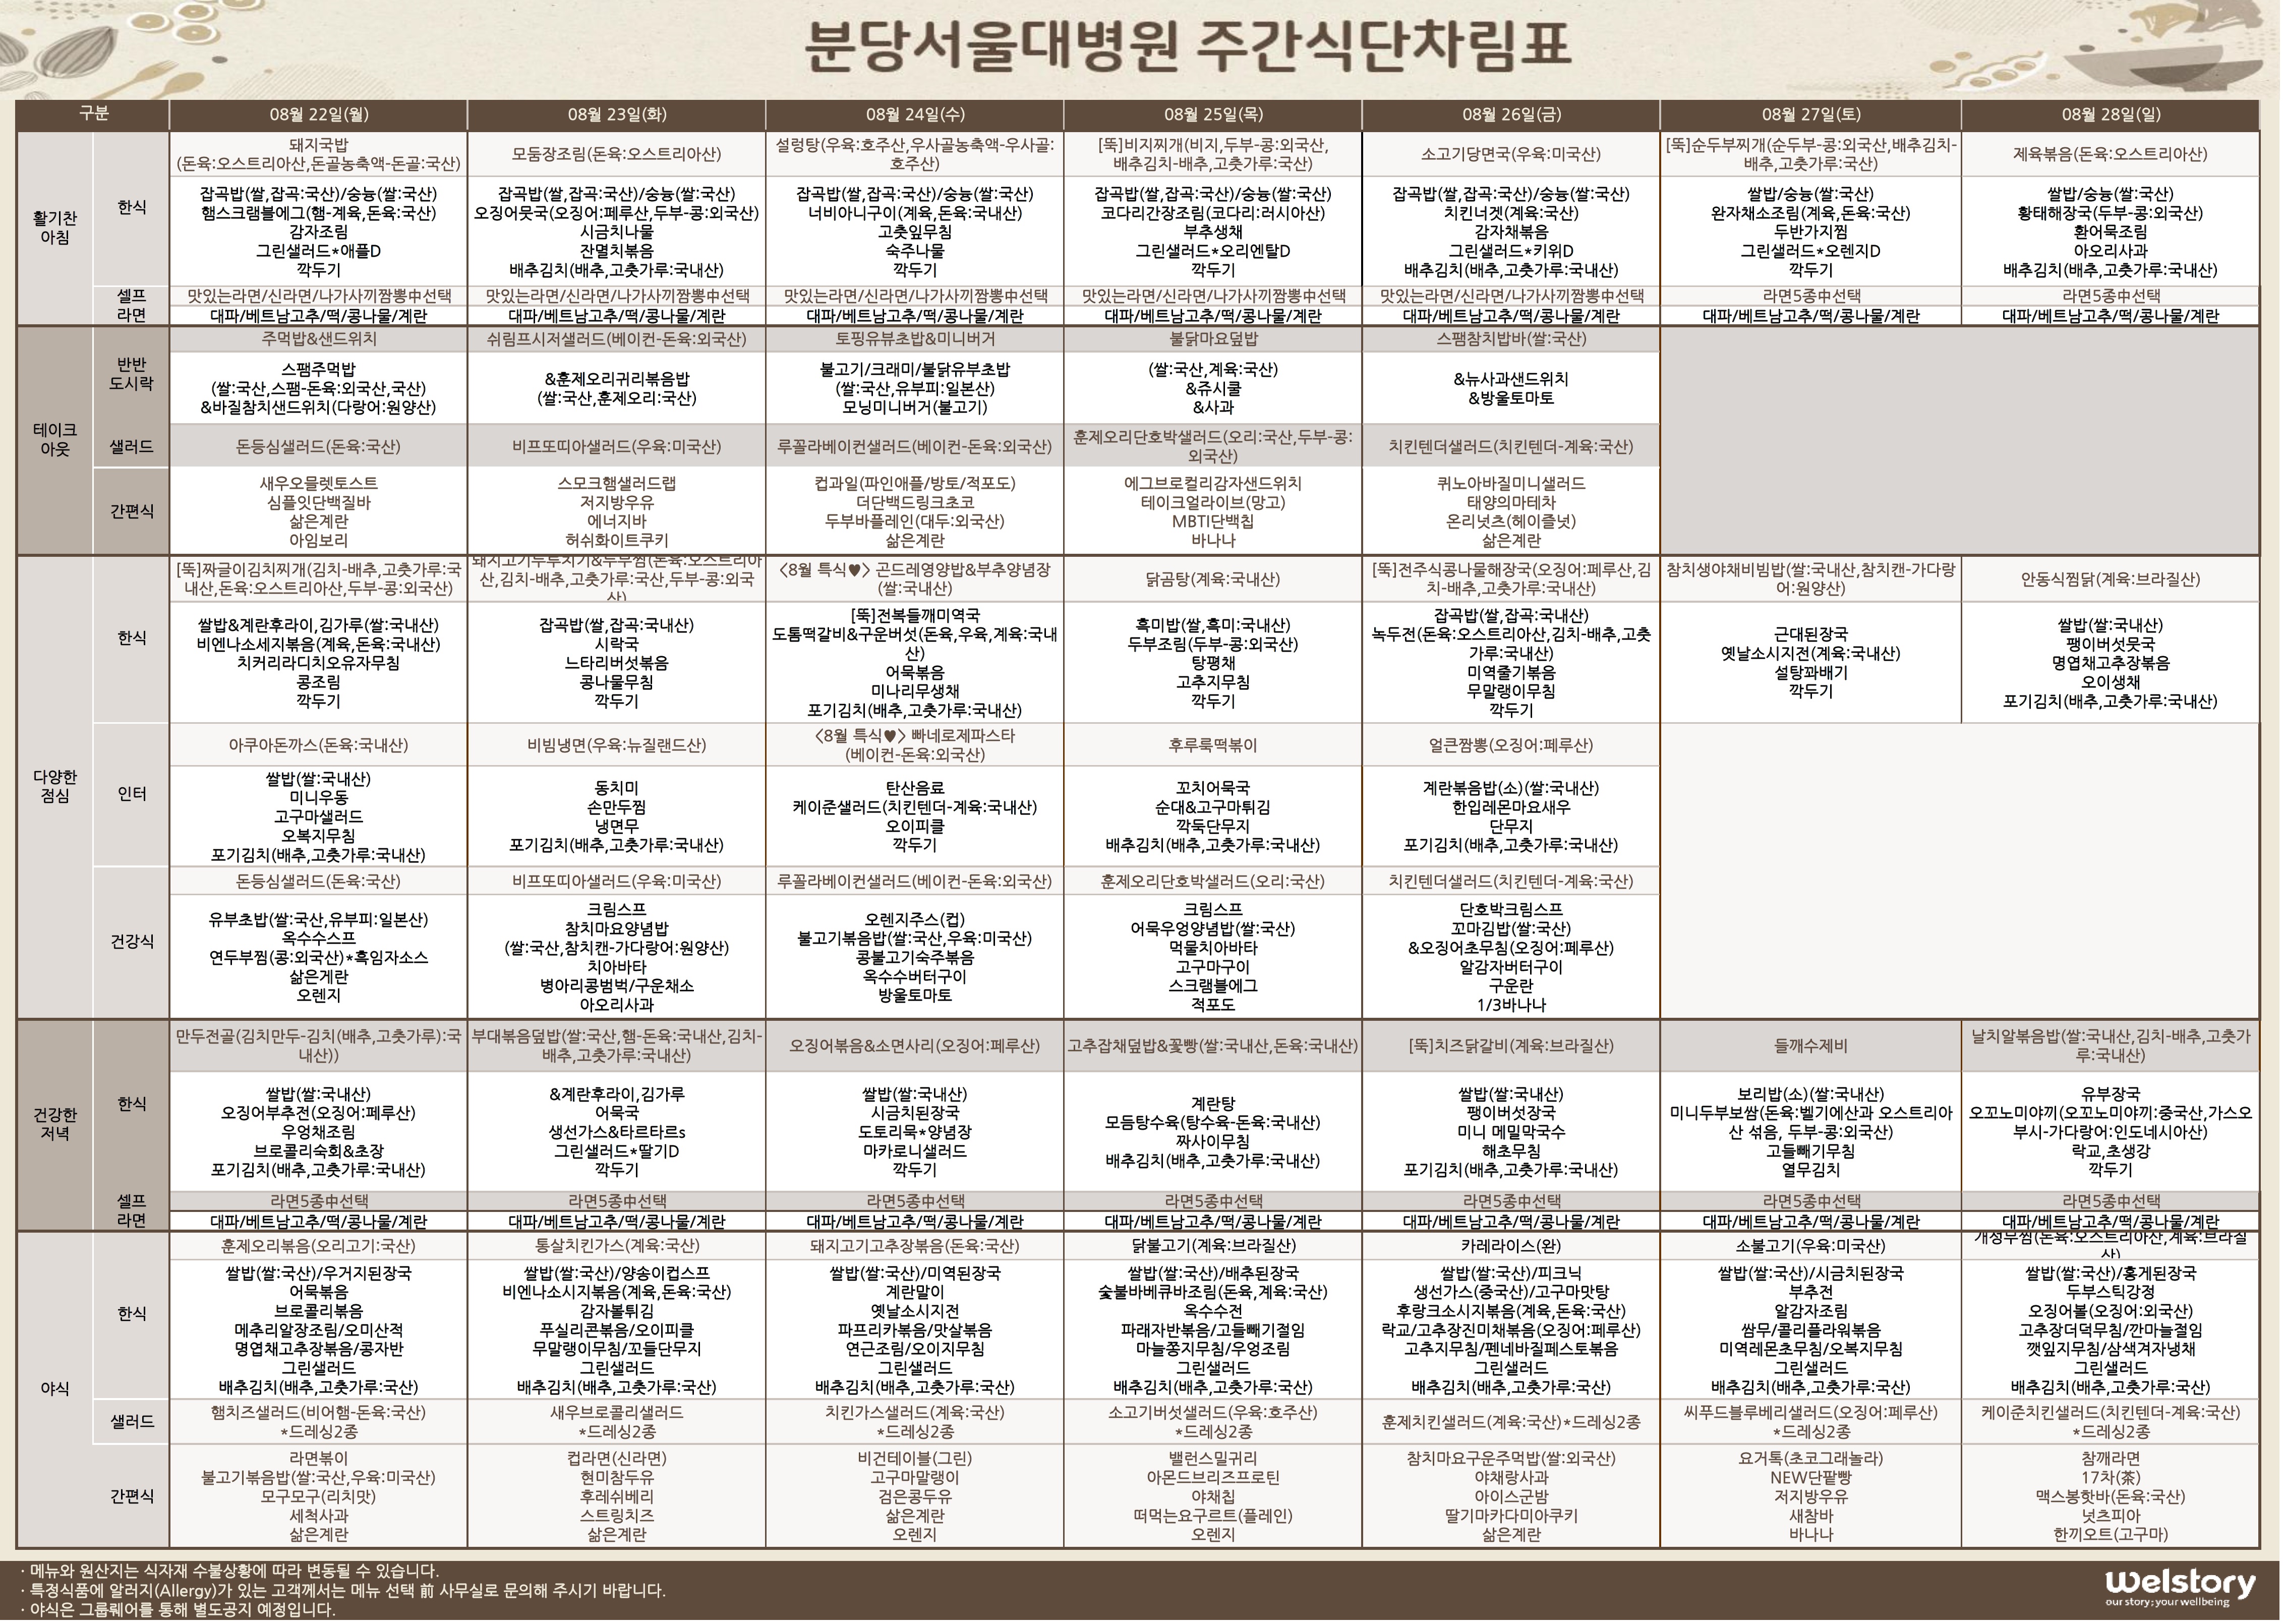 분당서울대병원 주간식단차림표
구분
08월 22일(월)
08월 23일(화)
08월 24일(수)
08월 25일(목)
08월 26일(금)
08월 27일(토)
08월 28일(일)
활기찬
아침
한식
돼지국밥
(돈육:오스트리아산,돈골농축액-돈골:국산)
모둠장조림(돈육:오스트리아산)
설렁탕(우육:호주산,우사골농축액-우사골:
호주산)
[뚝]비지찌개(비지,두부-콩:외국산,
배추김치-배추,고춧가루:국산)
소고기당면국(우육:미국산)
[뚝]순두부찌개(순두부-콩:외국산,배추김치-
배추,고춧가루:국산)
제육볶음(돈육:오스트리아산)
잡곡밥(쌀,잡곡:국산)/숭늉(쌀:국산)
햄스크램블에그(햄-계육,돈육:국산)
감자조림
그린샐러드*애플D
깍두기
잡곡밥(쌀,잡곡:국산)/숭늉(쌀:국산)
오징어뭇국(오징어:페루산,두부-콩:외국산)
시금치나물
잔멸치볶음
배추김치(배추,고춧가루:국내산)
잡곡밥(쌀,잡곡:국산)/숭늉(쌀:국산)
너비아니구이(계육,돈육:국내산)
고춧잎무침
숙주나물
깍두기
잡곡밥(쌀,잡곡:국산)/숭늉(쌀:국산)
코다리간장조림(코다리:러시아산)
부추생채
그린샐러드*오리엔탈D
깍두기
잡곡밥(쌀,잡곡:국산)/숭늉(쌀:국산)
치킨너겟(계육:국산)
감자채볶음
그린샐러드*키위D
배추김치(배추,고춧가루:국내산)
쌀밥/숭늉(쌀:국산)
완자채소조림(계육,돈육:국산)
두반가지찜
그린샐러드*오렌지D
깍두기
쌀밥/숭늉(쌀:국산)
황태해장국(두부-콩:외국산)
환어묵조림
아오리사과
배추김치(배추,고춧가루:국내산)
셀프
라면
맛있는라면/신라면/나가사끼짬뽕中선택
맛있는라면/신라면/나가사끼짬뽕中선택
맛있는라면/신라면/나가사끼짬뽕中선택
맛있는라면/신라면/나가사끼짬뽕中선택
맛있는라면/신라면/나가사끼짬뽕中선택
라면5종中선택
라면5종中선택
대파/베트남고추/떡/콩나물/계란
대파/베트남고추/떡/콩나물/계란
대파/베트남고추/떡/콩나물/계란
대파/베트남고추/떡/콩나물/계란
대파/베트남고추/떡/콩나물/계란
대파/베트남고추/떡/콩나물/계란
대파/베트남고추/떡/콩나물/계란
테이크
아웃
반반
도시락
주먹밥&샌드위치
쉬림프시저샐러드(베이컨-돈육:외국산)
토핑유뷰초밥&미니버거
불닭마요덮밥
스팸참치밥바(쌀:국산)
스팸주먹밥
(쌀:국산,스팸-돈육:외국산,국산)
&바질참치샌드위치(다랑어:원양산)
&훈제오리귀리볶음밥
(쌀:국산,훈제오리:국산)
불고기/크래미/불닭유부초밥
(쌀:국산,유부피:일본산)
모닝미니버거(불고기)
(쌀:국산,계육:국산)
&쥬시쿨
&사과
&뉴사과샌드위치
&방울토마토
샐러드
돈등심샐러드(돈육:국산)
비프또띠아샐러드(우육:미국산)
루꼴라베이컨샐러드(베이컨-돈육:외국산)
훈제오리단호박샐러드(오리:국산,두부-콩:
외국산)
치킨텐더샐러드(치킨텐더-계육:국산)
간편식
새우오믈렛토스트
심플잇단백질바
삶은계란
아임보리
스모크햄샐러드랩
저지방우유
에너지바
허쉬화이트쿠키
컵과일(파인애플/방토/적포도)
더단백드링크초코
두부바플레인(대두:외국산)
삶은계란
에그브로컬리감자샌드위치
테이크얼라이브(망고)
MBTI단백칩
바나나
퀴노아바질미니샐러드
태양의마테차
온리넛츠(헤이즐넛)
삶은계란
다양한
점심
한식
[뚝]짜글이김치찌개(김치-배추,고춧가루:국
내산,돈육:오스트리아산,두부-콩:외국산)
돼지고기두루치기&두부찜(돈육:오스트리아
산,김치-배추,고춧가루:국산,두부-콩:외국
산)
〈8월 특식♥〉 곤드레영양밥&부추양념장
(쌀:국내산)
닭곰탕(계육:국내산)
[뚝]전주식콩나물해장국(오징어:페루산,김
치-배추,고춧가루:국내산)
참치생야채비빔밥(쌀:국내산,참치캔-가다랑
어:원양산)
안동식찜닭(계육:브라질산)
쌀밥&계란후라이,김가루(쌀:국내산)
비엔나소세지볶음(계육,돈육:국내산)
치커리라디치오유자무침
콩조림
깍두기
잡곡밥(쌀,잡곡:국내산)
시락국
느타리버섯볶음
콩나물무침
깍두기
[뚝]전복들깨미역국
도톰떡갈비&구운버섯(돈육,우육,계육:국내
산)
어묵볶음
미나리무생채
포기김치(배추,고춧가루:국내산)
흑미밥(쌀,흑미:국내산)
두부조림(두부-콩:외국산)
탕평채
고추지무침
깍두기
잡곡밥(쌀,잡곡:국내산)
녹두전(돈육:오스트리아산,김치-배추,고춧
가루:국내산)
미역줄기볶음
무말랭이무침
깍두기
근대된장국
옛날소시지전(계육:국내산)
설탕꽈배기
깍두기
쌀밥(쌀:국내산)
팽이버섯뭇국
명엽채고추장볶음
오이생채
포기김치(배추,고춧가루:국내산)
인터
아쿠아돈까스(돈육:국내산)
비빔냉면(우육:뉴질랜드산)
〈8월 특식♥〉 빠네로제파스타
(베이컨-돈육:외국산)
후루룩떡볶이
얼큰짬뽕(오징어:페루산)
쌀밥(쌀:국내산)
미니우동
고구마샐러드
오복지무침
포기김치(배추,고춧가루:국내산)
동치미
손만두찜
냉면무
포기김치(배추,고춧가루:국내산)
탄산음료
케이준샐러드(치킨텐더-계육:국내산)
오이피클
깍두기
꼬치어묵국
순대&고구마튀김
깍둑단무지
배추김치(배추,고춧가루:국내산)
계란볶음밥(소)(쌀:국내산)
한입레몬마요새우
단무지
포기김치(배추,고춧가루:국내산)
건강식
돈등심샐러드(돈육:국산)
비프또띠아샐러드(우육:미국산)
루꼴라베이컨샐러드(베이컨-돈육:외국산)
훈제오리단호박샐러드(오리:국산)
치킨텐더샐러드(치킨텐더-계육:국산)
유부초밥(쌀:국산,유부피:일본산)
옥수수스프
연두부찜(콩:외국산)*흑임자소스
삶은계란
오렌지
크림스프
참치마요양념밥
(쌀:국산,참치캔-가다랑어:원양산)
치아바타
병아리콩범벅/구운채소
아오리사과
오렌지주스(컵)
불고기볶음밥(쌀:국산,우육:미국산)
콩불고기숙주볶음
옥수수버터구이
방울토마토
크림스프
어묵우엉양념밥(쌀:국산)
먹물치아바타
고구마구이
스크램블에그
적포도
단호박크림스프
꼬마김밥(쌀:국산)
&오징어초무침(오징어:페루산)
알감자버터구이
구운란
1/3바나나
건강한
저녁
한식
만두전골(김치만두-김치(배추,고춧가루):국
내산))
부대볶음덮밥(쌀:국산,햄-돈육:국내산,김치-
배추,고춧가루:국내산)
오징어볶음&소면사리(오징어:페루산)
고추잡채덮밥&꽃빵(쌀:국내산,돈육:국내산)
[뚝]치즈닭갈비(계육:브라질산)
들깨수제비
날치알볶음밥(쌀:국내산,김치-배추,고춧가
루:국내산)
쌀밥(쌀:국내산)
오징어부추전(오징어:페루산)
우엉채조림
브로콜리숙회&초장
포기김치(배추,고춧가루:국내산)
&계란후라이,김가루
어묵국
생선가스&타르타르s
그린샐러드*딸기D
깍두기
쌀밥(쌀:국내산)
시금치된장국
도토리묵*양념장
마카로니샐러드
깍두기
계란탕
모듬탕수육(탕수육-돈육:국내산)
짜사이무침
배추김치(배추,고춧가루:국내산)
쌀밥(쌀:국내산)
팽이버섯장국
미니 메밀막국수
해초무침
포기김치(배추,고춧가루:국내산)
보리밥(소)(쌀:국내산)
미니두부보쌈(돈육:벨기에산과 오스트리아
산 섞음, 두부-콩:외국산)
고들빼기무침
열무김치
유부장국
오꼬노미야끼(오꼬노미야끼:중국산,가스오
부시-가다랑어:인도네시아산)
락교,초생강
깍두기
셀프
라면
라면5종中선택
라면5종中선택
라면5종中선택
라면5종中선택
라면5종中선택
라면5종中선택
라면5종中선택
대파/베트남고추/떡/콩나물/계란
대파/베트남고추/떡/콩나물/계란
대파/베트남고추/떡/콩나물/계란
대파/베트남고추/떡/콩나물/계란
대파/베트남고추/떡/콩나물/계란
대파/베트남고추/떡/콩나물/계란
대파/베트남고추/떡/콩나물/계란
야식
한식
훈제오리볶음(오리고기:국산)
통살치킨가스(계육:국산)
돼지고기고추장볶음(돈육:국산)
닭불고기(계육:브라질산)
카레라이스(완)
소불고기(우육:미국산)
개성무찜(돈육:오스트리아산,계육:브라질
산)
쌀밥(쌀:국산)/우거지된장국
어묵볶음
브로콜리볶음
메추리알장조림/오미산적
명엽채고추장볶음/콩자반
그린샐러드
배추김치(배추,고춧가루:국산)
쌀밥(쌀:국산)/양송이컵스프
비엔나소시지볶음(계육,돈육:국산)
감자볼튀김
푸실리콘볶음/오이피클
무말랭이무침/꼬들단무지
그린샐러드
배추김치(배추,고춧가루:국산)
쌀밥(쌀:국산)/미역된장국
계란말이
옛날소시지전
파프리카볶음/맛살볶음
연근조림/오이지무침
그린샐러드
배추김치(배추,고춧가루:국산)
쌀밥(쌀:국산)/배추된장국
숯불바베큐바조림(돈육,계육:국산)
옥수수전
파래자반볶음/고들빼기절임
마늘쫑지무침/우엉조림
그린샐러드
배추김치(배추,고춧가루:국산)
쌀밥(쌀:국산)/피크닉
생선가스(중국산)/고구마맛탕
후랑크소시지볶음(계육,돈육:국산)
락교/고추장진미채볶음(오징어:페루산)
고추지무침/펜네바질페스토볶음
그린샐러드
배추김치(배추,고춧가루:국산)
쌀밥(쌀:국산)/시금치된장국
부추전
알감자조림
쌈무/콜리플라워볶음
미역레몬초무침/오복지무침
그린샐러드
배추김치(배추,고춧가루:국산)
쌀밥(쌀:국산)/홍게된장국
두부스틱강정
오징어볼(오징어:외국산)
고추장더덕무침/깐마늘절임
깻잎지무침/삼색겨자냉채
그린샐러드
배추김치(배추,고춧가루:국산)
샐러드
햄치즈샐러드(비어햄-돈육:국산)
*드레싱2종
새우브로콜리샐러드
*드레싱2종
치킨가스샐러드(계육:국산)
*드레싱2종
소고기버섯샐러드(우육:호주산)
*드레싱2종
훈제치킨샐러드(계육:국산)*드레싱2종
씨푸드블루베리샐러드(오징어:페루산)
*드레싱2종
케이준치킨샐러드(치킨텐더-계육:국산)
*드레싱2종
간편식
라면볶이
불고기볶음밥(쌀:국산,우육:미국산)
모구모구(리치맛)
세척사과
삶은계란
컵라면(신라면)
현미참두유
후레쉬베리
스트링치즈
삶은계란
비건테이블(그린)
고구마말랭이
검은콩두유
삶은계란
오렌지
밸런스밀귀리
아몬드브리즈프로틴
야채칩
떠먹는요구르트(플레인)
오렌지
참치마요구운주먹밥(쌀:외국산)
야채랑사과
아이스군밤
딸기마카다미아쿠키
삶은계란
요거톡(초코그래놀라)
NEW단팥빵
저지방우유
새참바
바나나
참깨라면
17차(茶)
맥스봉핫바(돈육:국산)
넛츠피아
한끼오트(고구마)
· 메뉴와 원산지는 식자재 수불상황에 따라 변동될 수 있습니다.
· 특정식품에 알러지(Allergy)가 있는 고객께서는 메뉴 선택 前 사무실로 문의해 주시기 바랍니다.
· 야식은 그룹웨어를 통해 별도공지 예정입니다.
welstory
our story; your wellbeing